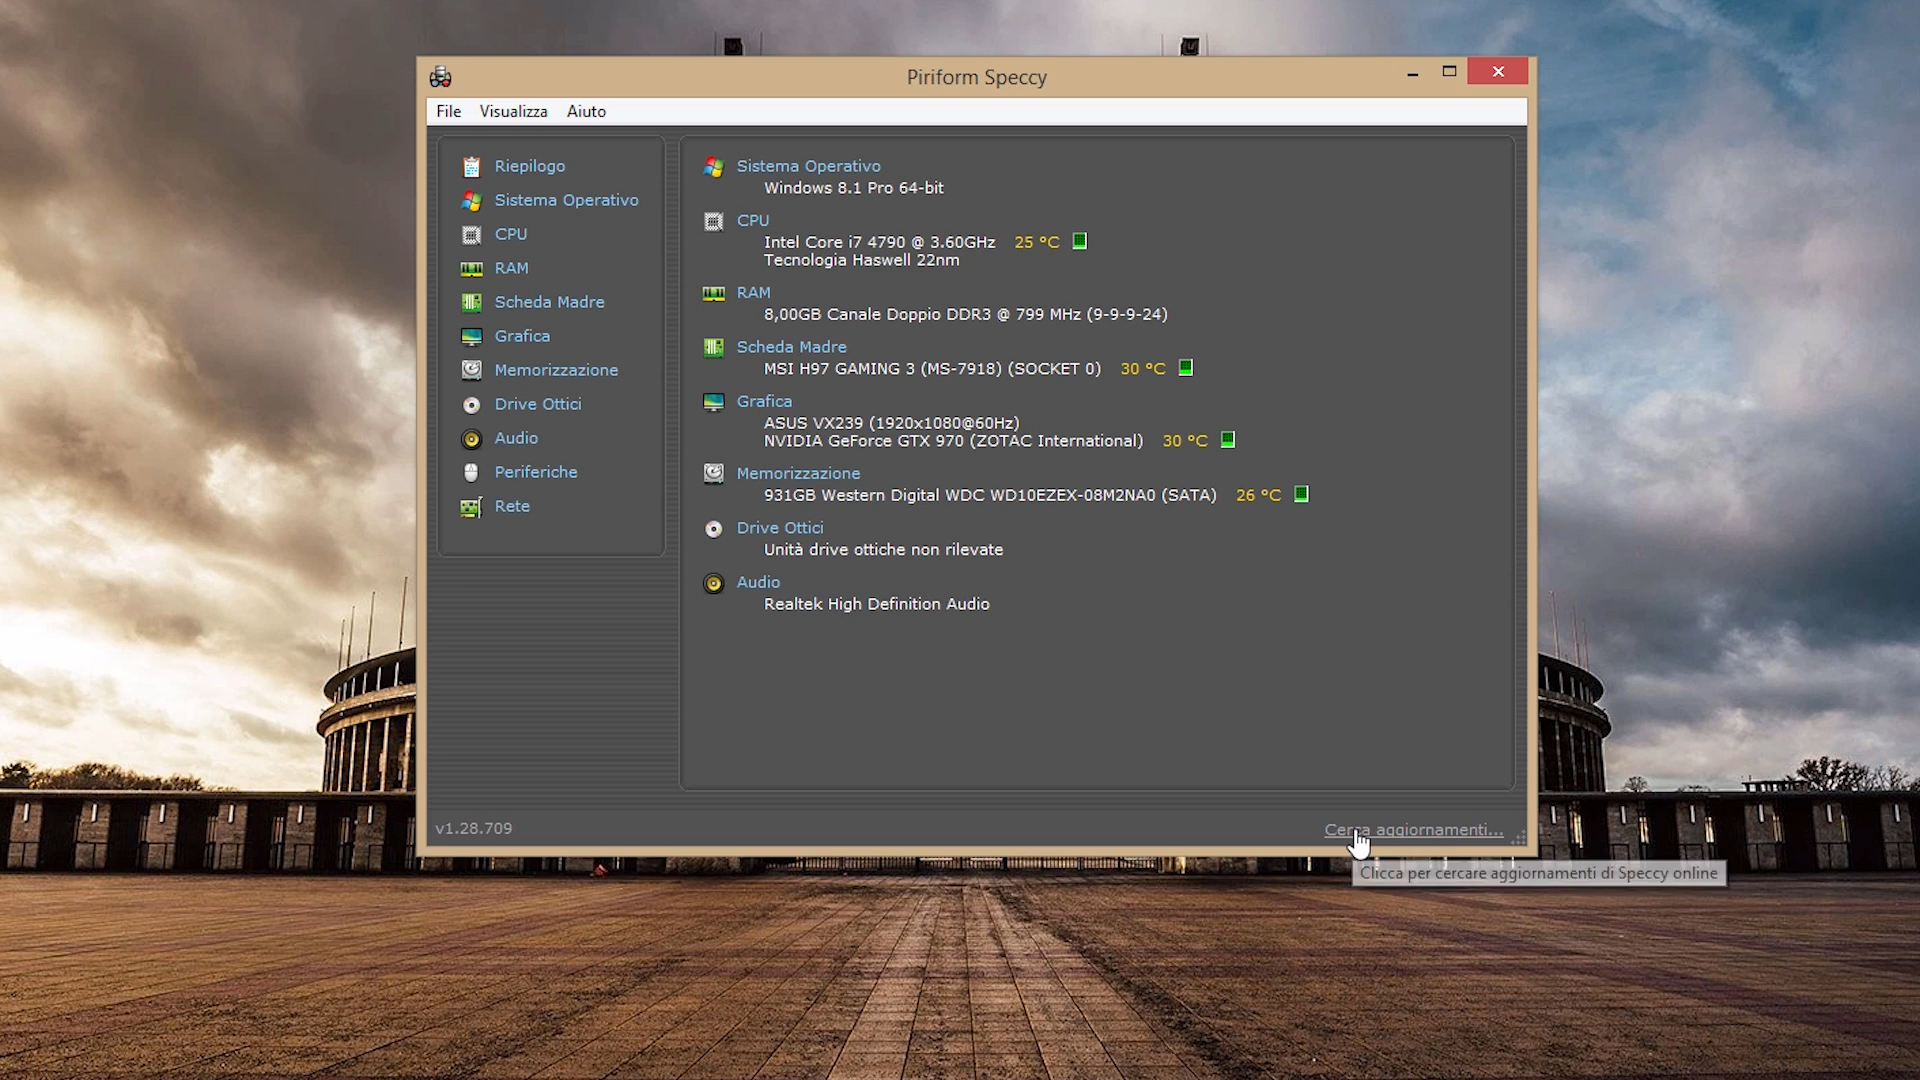 Piriform Speccy
File Visualizza Aiuto
Riepilogo
Sistema Operativo
CPU
RAM
Scheda Madre
Grafica
Memorizzazione
Drive Ottici
Audio
Periferiche
Rete
Sistema Operativo
Windows 8.1 Pro 64-bit
CPU
Intel Core i7 4790 @ 3.60GHz 25 °C
Tecnologia Haswell 22nm
RAM
8,00GB Canale Doppio DDR3 @ 799 MHz (9-9-9-24)
Scheda Madre
MSI H97 GAMING 3 (MS-7918) (SOCKET 0) 30 °C
Grafica
ASUS VX239 (1920x1080@60Hz)
NVIDIA GeForce GTX 970 (ZOTAC International) 30 °C
Memorizzazione
931GB Western Digital WDC WD10EZEX-08M2NA0 (SATA) 26 °C
Drive Ottici
Unità drive ottiche non rilevate
Audio
Realtek High Definition Audio
v1.28.709
Cerca aggiornamenti...
Clicca per cercare aggiornamenti di Speccy online